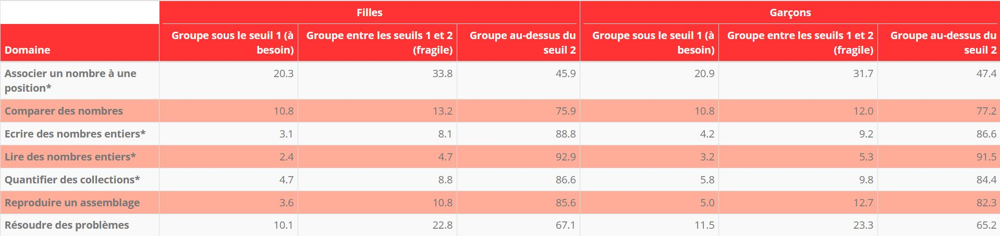 Filles Garçons
Groupe sous le seuil 1 (à Groupe entre les seuils 1 et 2 Groupe au-dessus du Groupe sous le seuil 1 (à Groupe entre les seuils 1 et 2 Groupe au-dessus du
Domaine besoin) (fragile) seuil 2 besoin) (fragile) seuil 2
Associer un nombre à une 20.3 33.8 45.9 20.9 31.7 47.4
position*
Comparer des nombres 10.8 13.2 75.9 10.8 12.0 77.2
Ecrire des nombres entiers* 3.1 8.1 88.8 4.2 9.2 86.6
Lire des nombres entiers* 2.4 4.7 92.9 3.2 5.3 91.5
Quantifier des collections* 4.7 8.8 86.6 5.8 9.8 84.4
Reproduire un assemblage 3.6 10.8 85.6 5.0 12.7 82.3
Résoudre des problèmes 10.1 22.8 67.1 11.5 23.3 65.2